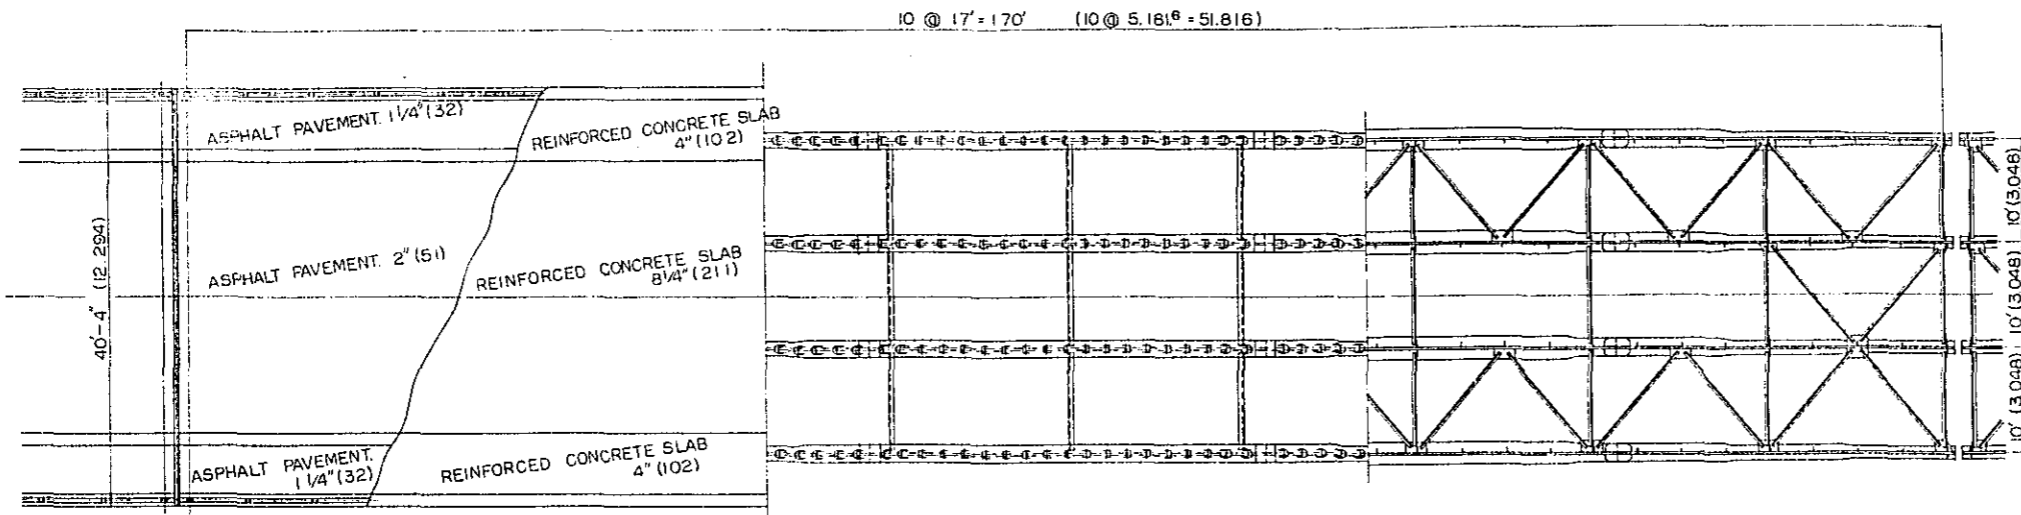 10 @ 17' = 170' (10 @ 5.181⁶ = 51.816)
ASPHALT PAVEMENT. 1 1/4" (32)
REINFORCED CONCRETE SLAB
4" (102)
40'-4" (12.294)
ASPHALT PAVEMENT. 2" (51)
REINFORCED CONCRETE SLAB
8 1/4" (211)
ASPHALT PAVEMENT.
1 1/4" (32)
REINFORCED CONCRETE SLAB
4" (102)
10' (3.048)
10' (3.048)
10' (3.048)